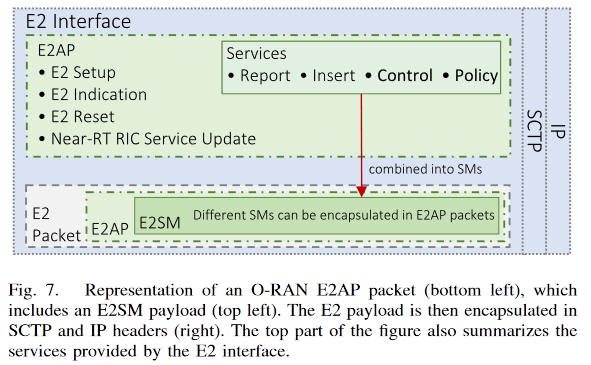 E2 Interface
E2AP
• E2 Setup
• E2 Indication
• E2 Reset
• Near-RT RIC Service Update
Services
• Report • Insert • Control • Policy
combined into SMs
E2
Packet
E2AP
E2SM
Different SMs can be encapsulated in E2AP packets
SCTP
IP
Fig. 7. Representation of an O-RAN E2AP packet (bottom left), which
includes an E2SM payload (top left). The E2 payload is then encapsulated in
SCTP and IP headers (right). The top part of the figure also summarizes the
services provided by the E2 interface.